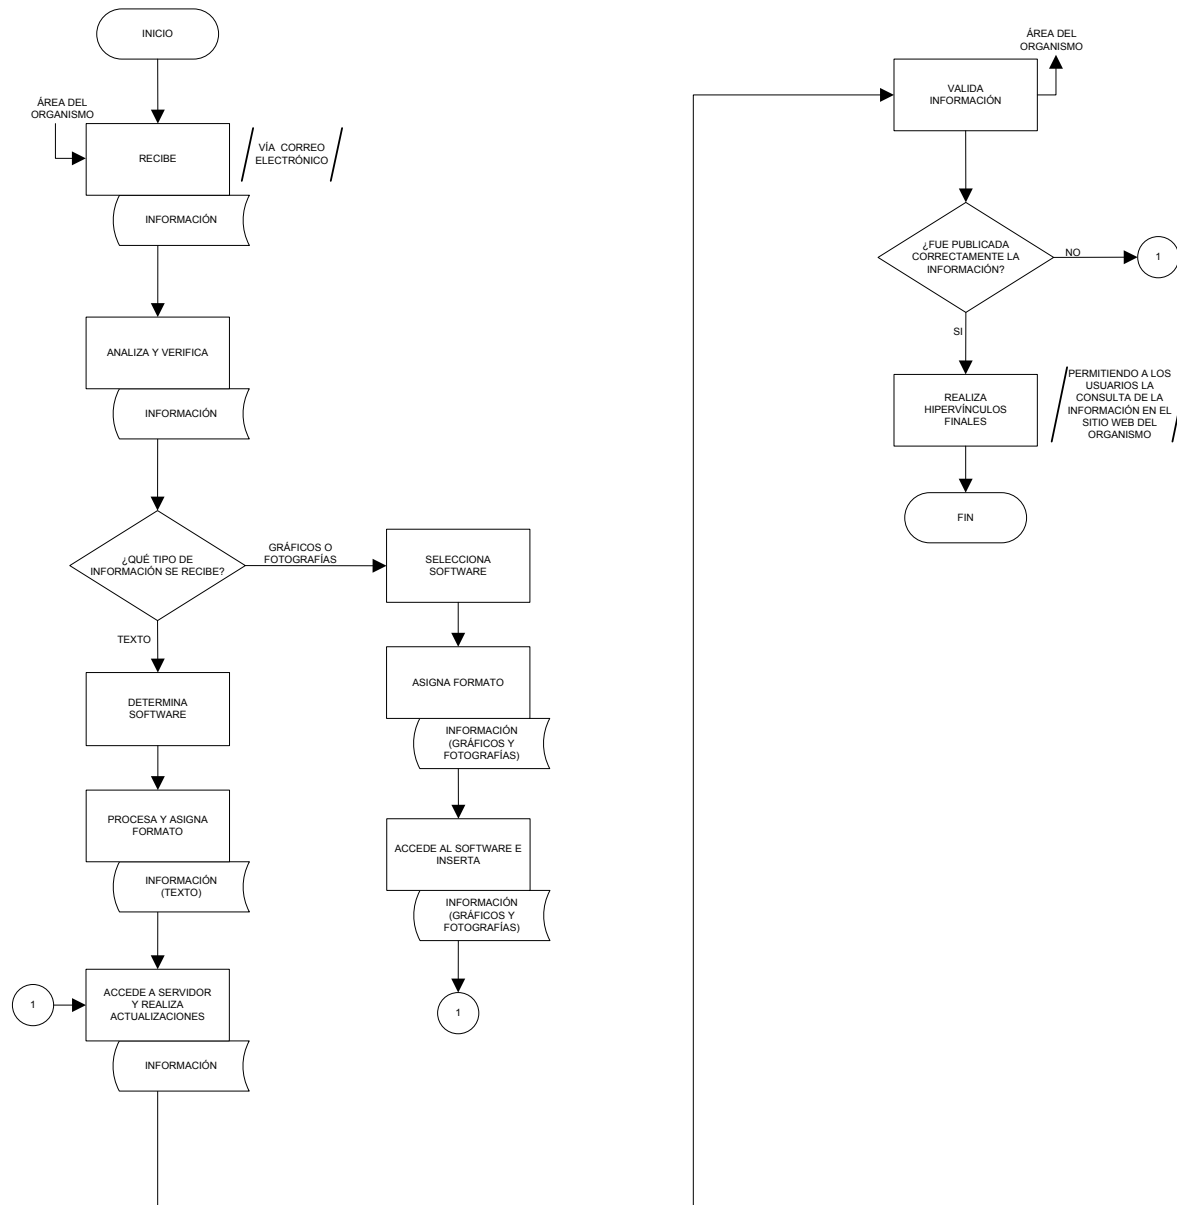 INICIO
ÁREA DEL
ORGANISMO
RECIBE
VÍA CORREO
ELECTRÓNICO
INFORMACIÓN
ANALIZA Y VERIFICA
INFORMACIÓN
¿QUÉ TIPO DE
INFORMACIÓN SE RECIBE?
GRÁFICOS O
FOTOGRAFÍAS
TEXTO
DETERMINA
SOFTWARE
PROCESA Y ASIGNA
FORMATO
INFORMACIÓN
(TEXTO)
1
ACCEDE A SERVIDOR
Y REALIZA
ACTUALIZACIONES
INFORMACIÓN
SELECCIONA
SOFTWARE
ASIGNA FORMATO
INFORMACIÓN
(GRÁFICOS Y
FOTOGRAFÍAS)
ACCEDE AL SOFTWARE E
INSERTA
INFORMACIÓN
(GRÁFICOS Y
FOTOGRAFÍAS)
1
ÁREA DEL
ORGANISMO
VALIDA
INFORMACIÓN
¿FUE PUBLICADA
CORRECTAMENTE LA
INFORMACIÓN?
NO
1
SI
REALIZA
HIPERVÍNCULOS
FINALES
PERMITIENDO A LOS
USUARIOS LA
CONSULTA DE LA
INFORMACIÓN EN EL
SITIO WEB DEL
ORGANISMO
FIN